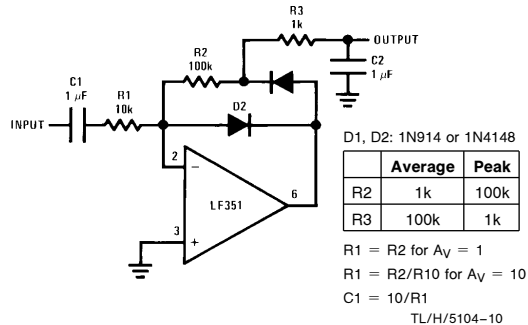 R3
1k
OUTPUT
R2
100k
C2
1 μF
C1
1 μF
R1
10k
D2
INPUT
2
−
6
LF351
3
+
D1, D2: 1N914 or 1N4148
Average Peak
R2 1k 100k
R3 100k 1k
R1 = R2 for AV = 1
R1 = R2/R10 for AV = 10
C1 = 10/R1
TL/H/5104–10